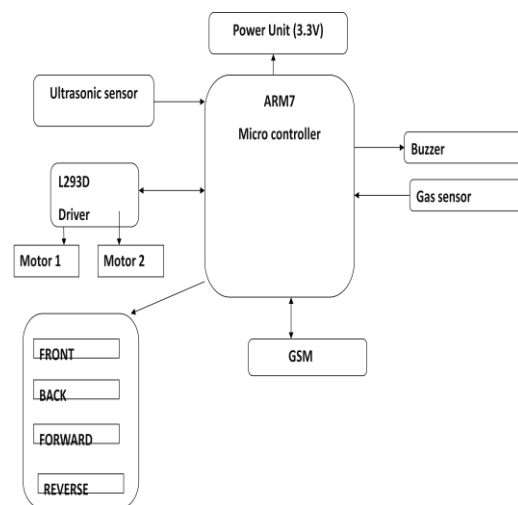 Power Unit (3.3V)
Ultrasonic sensor
ARM7
Micro controller
Buzzer
L293D
Driver
Gas sensor
Motor 1
Motor 2
GSM
FRONT
BACK
FORWARD
REVERSE